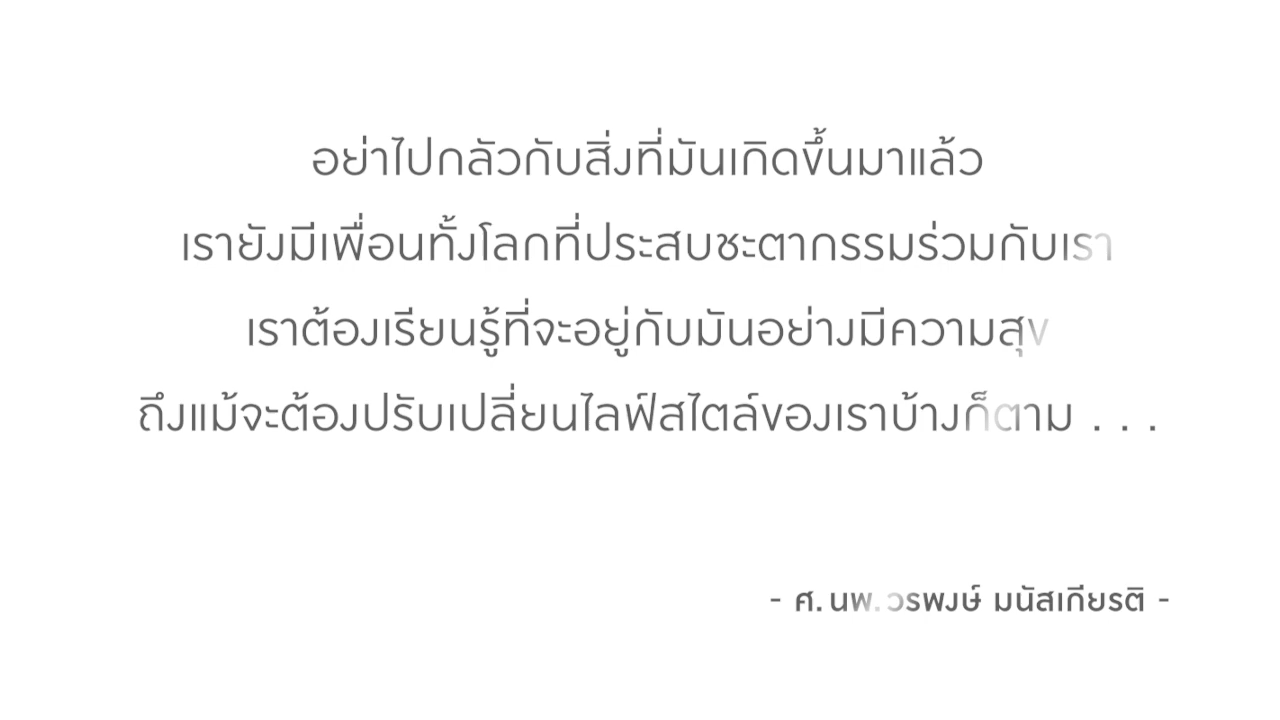 อย่าไปกลัวกับสิ่งที่มันเกิดขึ้นมาแล้ว
เรายังมีเพื่อนทั้งโลกที่ประสบชะตากรรมร่วมกับเรา
เราต้องเรียนรู้ที่จะอยู่กับมันอย่างมีความสุข
ถึงแม้จะต้องปรับเปลี่ยนไลฟ์สไตล์ของเราบ้างก็ตาม . . .
- ศ. นพ. วรพงษ์ มนัสเกียรติ -